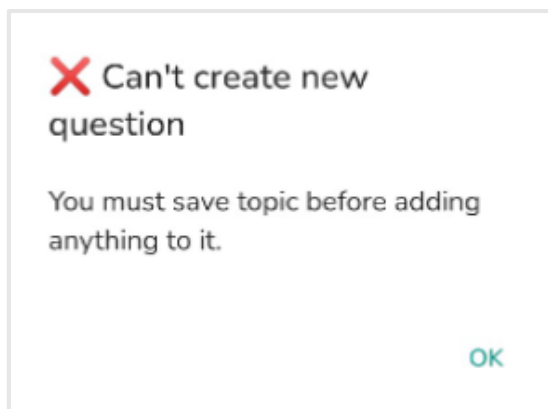 ❌ Can't create new
question
You must save topic before adding
anything to it.
OK